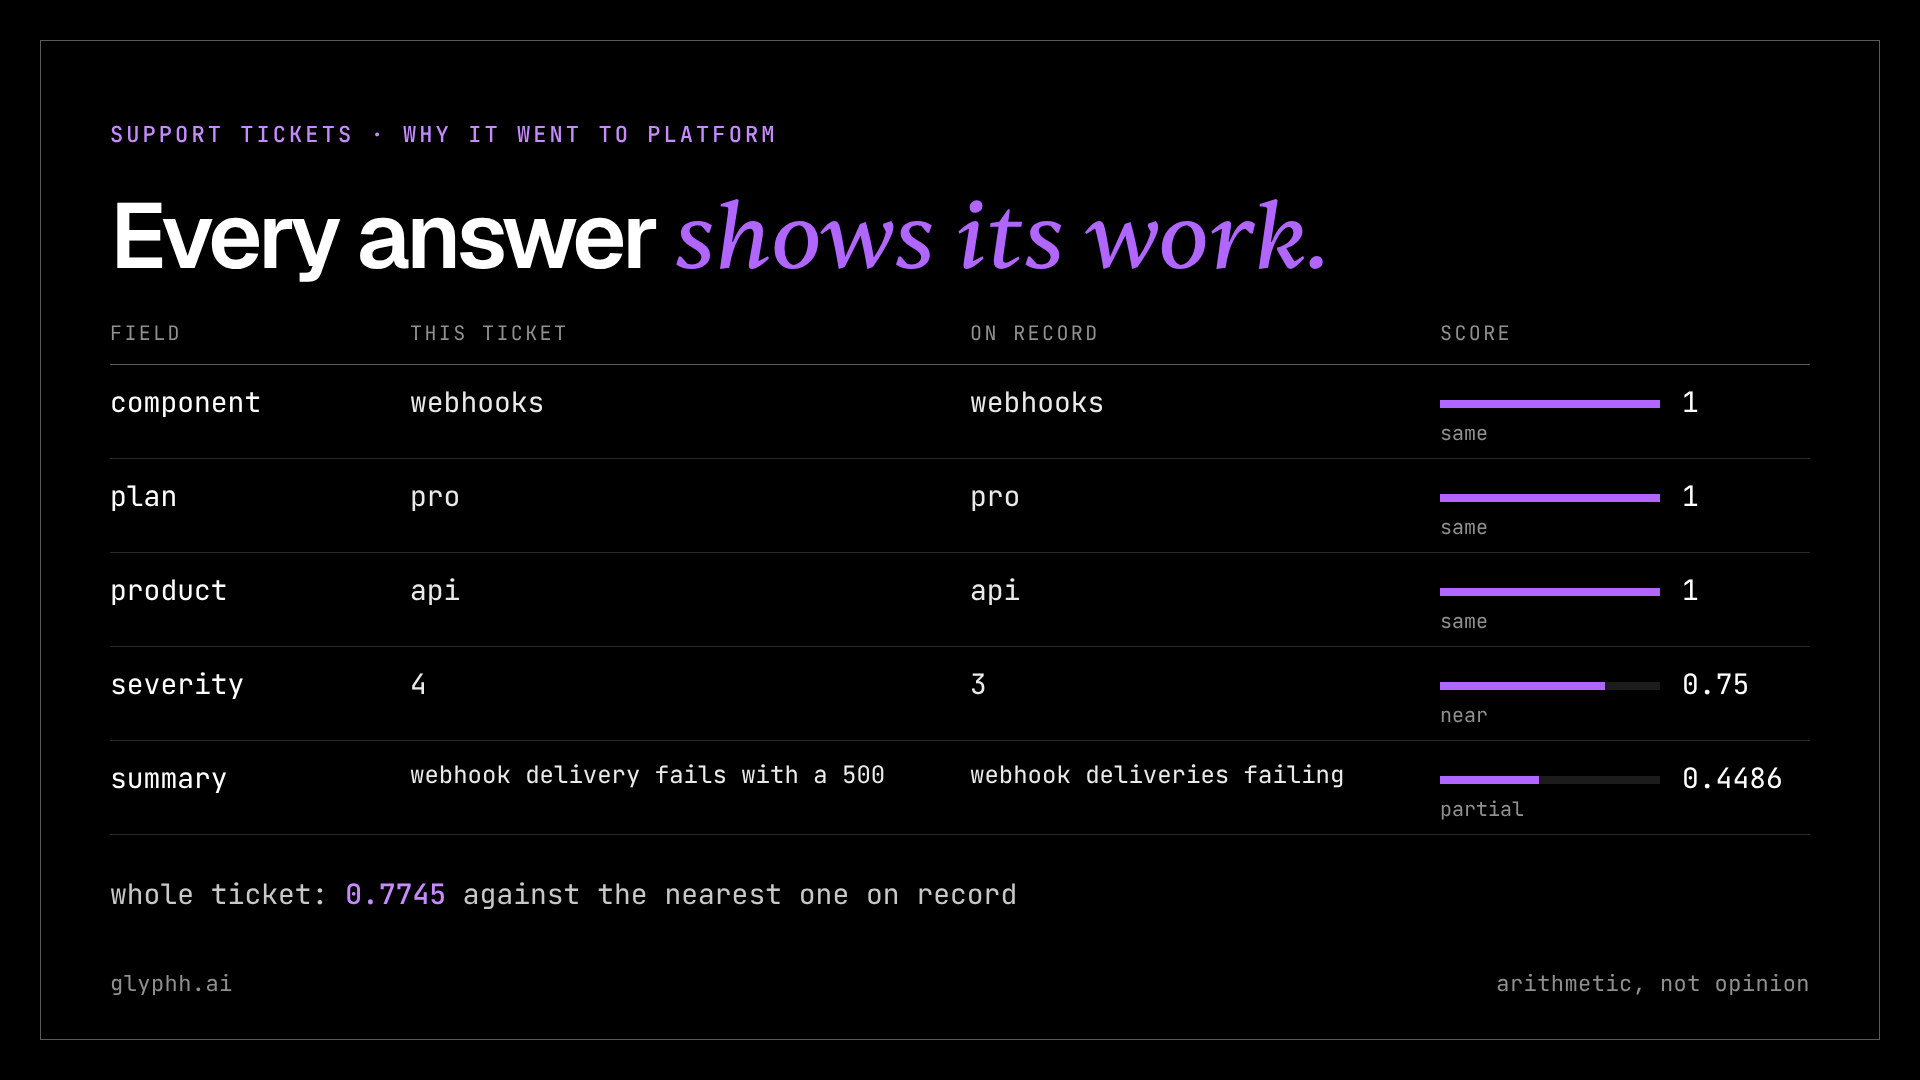 SUPPORT TICKETS · WHY IT WENT TO PLATFORM
Every answer shows its work.
FIELD THIS TICKET ON RECORD SCORE
component webhooks webhooks 1
same
plan pro pro 1
same
product api api 1
same
severity 4 3 0.75
near
summary webhook delivery fails with a 500 webhook deliveries failing 0.4486
partial
whole ticket: 0.7745 against the nearest one on record
glyphh.ai arithmetic, not opinion